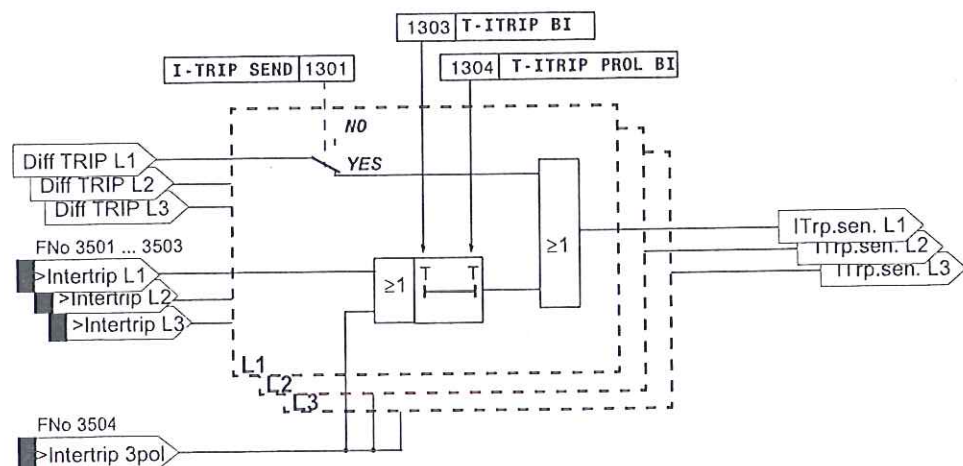 1303 T-ITRIP BI
I-TRIP SEND 1301
1304 T-ITRIP PROL BI
NO
YES
Diff TRIP L1
Diff TRIP L2
Diff TRIP L3
FNo 3501 ... 3503
>Intertrip L1
>Intertrip L2
>Intertrip L3
≥1
T T
≥1
ITrp.sen. L1
ITrp.sen. L2
ITrp.sen. L3
L1
L2
L3
FNo 3504
>Intertrip 3pol